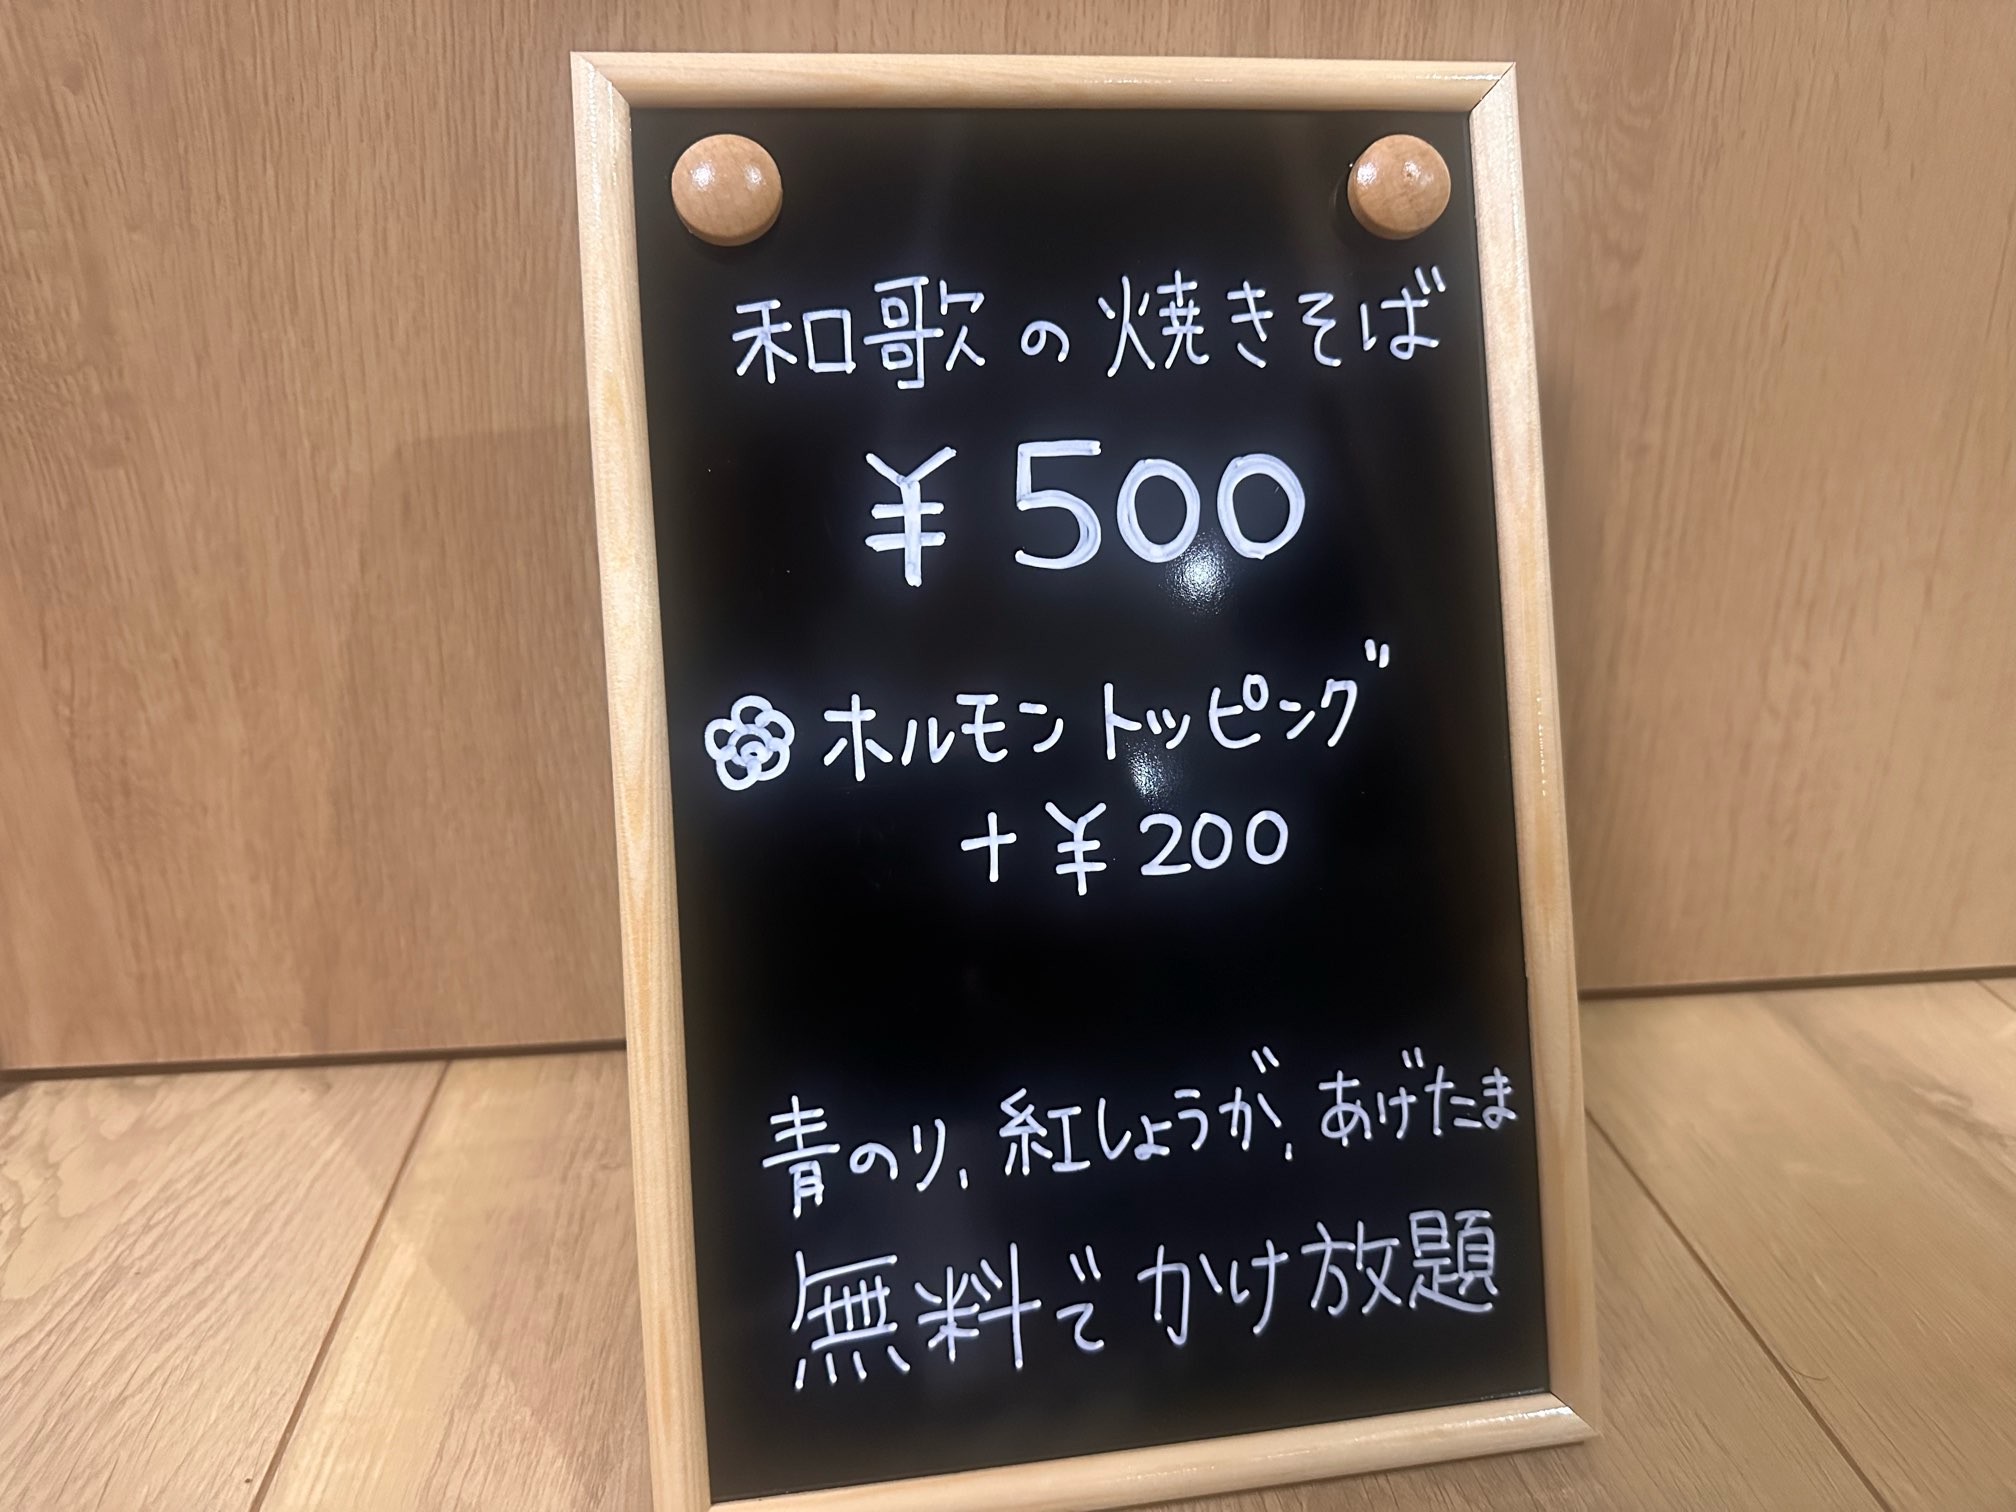 和歌の焼きそば
¥500
ホルモントッピング
+¥200
青のり、紅しょうが、あげたま
無料でかけ放題